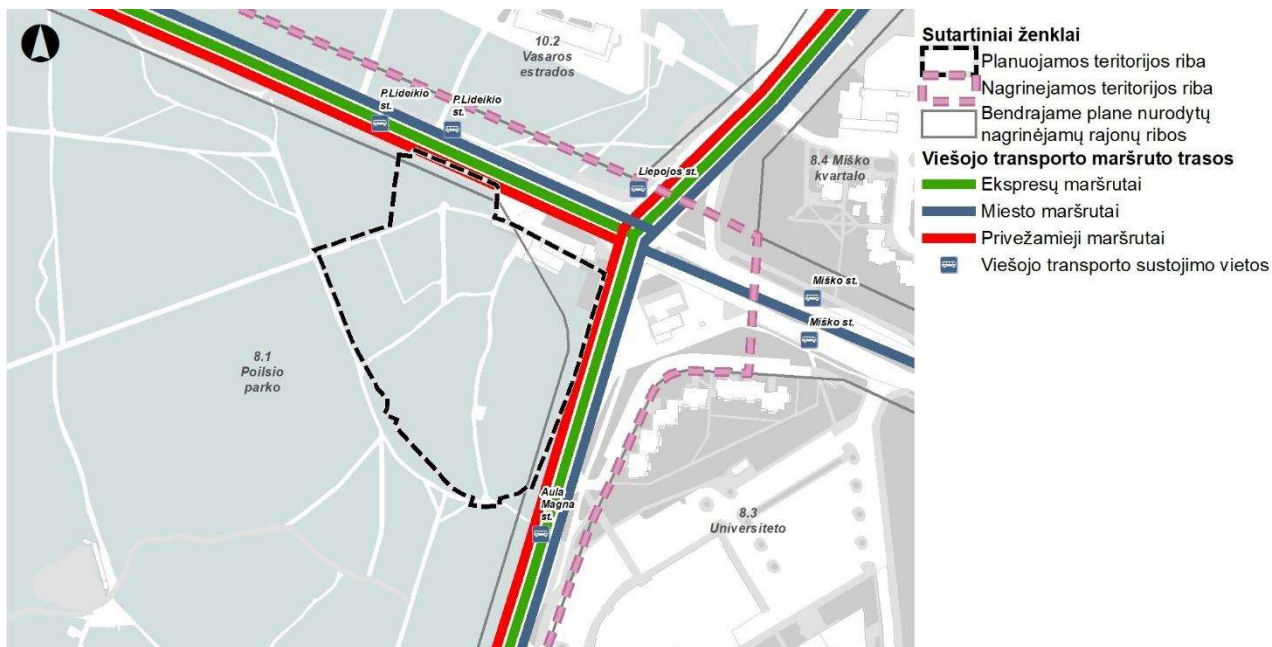 10.2
Vasaros
estrados
P.Lideikio
st.
P.Lideikio
st.
Liepojos st.
8.4 Miško
kvartalo
Miško st.
Miško st.
8.1
Poilsio
parko
Aula
Magna
st.
8.3
Universiteto
Sutartiniai ženklai
Planuojamos teritorijos riba
Nagrinejamos teritorijos riba
Bendrajame plane nurodytų
nagrinėjamų rajonų ribos
Viešojo transporto maršruto trasos
Ekspresų maršrutai
Miesto maršrutai
Privežamieji maršrutai
Viešojo transporto sustojimo vietos